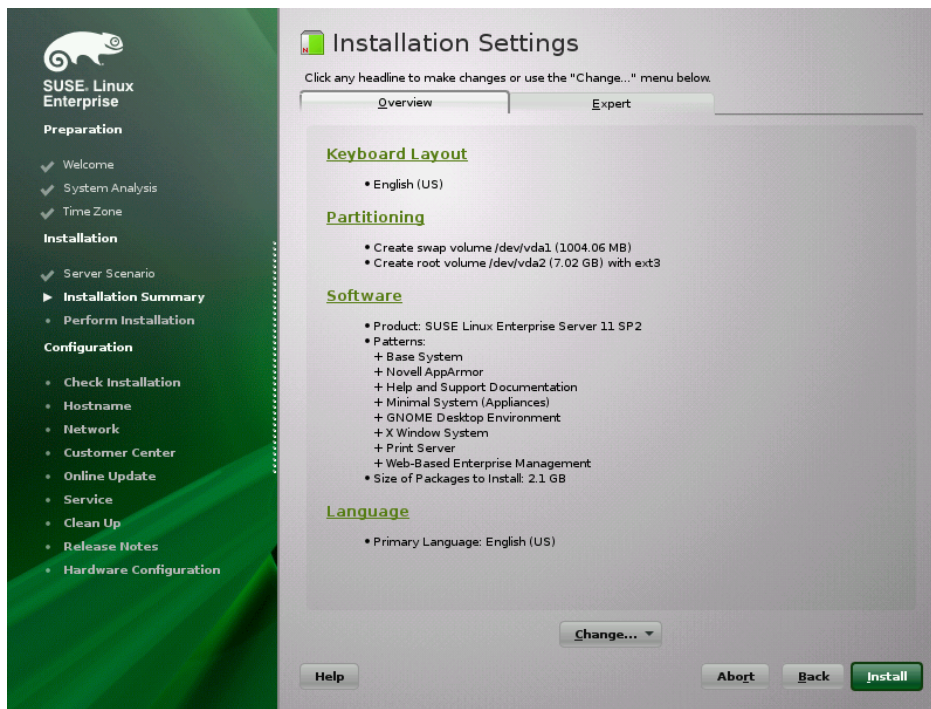 SUSE. Linux
Enterprise
Preparation
Welcome
System Analysis
Time Zone
Installation
Server Scenario
Installation Summary
Perform Installation
Configuration
Check Installation
Hostname
Network
Customer Center
Online Update
Service
Clean Up
Release Notes
Hardware Configuration
Installation Settings
Click any headline to make changes or use the "Change..." menu below.
Overview
Expert
Keyboard Layout
• English (US)
Partitioning
• Create swap volume /dev/vda1 (1004.06 MB)
• Create root volume /dev/vda2 (7.02 GB) with ext3
Software
• Product: SUSE Linux Enterprise Server 11 SP2
• Patterns:
+ Base System
+ Novell AppArmor
+ Help and Support Documentation
+ Minimal System (Appliances)
+ GNOME Desktop Environment
+ X Window System
+ Print Server
+ Web-Based Enterprise Management
• Size of Packages to Install: 2.1 GB
Language
• Primary Language: English (US)
Change...
Help
Abort
Back
Install